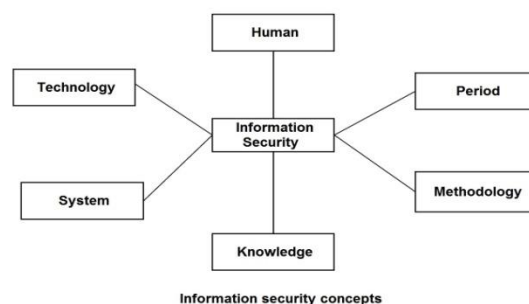 Human
Technology
Period
Information
Security
System
Methodology
Knowledge
Information security concepts